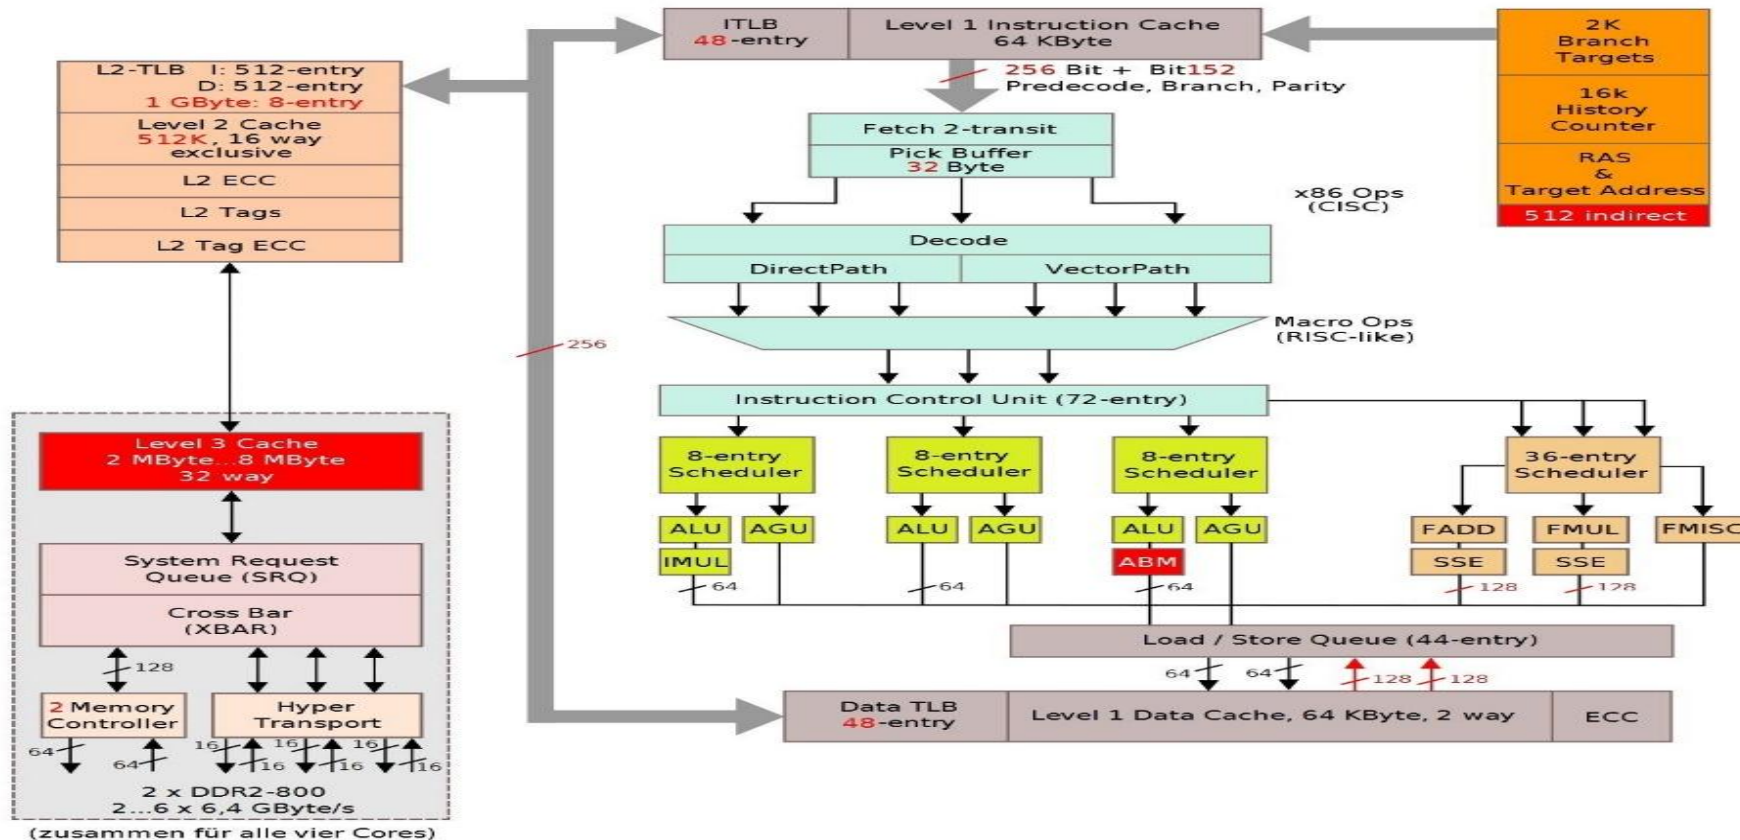 ITLB
48-entry
Level 1 Instruction Cache
64 KByte
2K
Branch
Targets
16k
History
Counter
RAS
&
Target Address
512 indirect
L2-TLB I: 512-entry
D: 512-entry
1 GByte: 8-entry
Level 2 Cache
512K, 16 way
exclusive
L2 ECC
L2 Tags
L2 Tag ECC
256 Bit + Bit152
Predecode, Branch, Parity
Fetch 2-transit
Pick Buffer
32 Byte
x86 Ops
(CISC)
Decode
DirectPath
VectorPath
Macro Ops
(RISC-like)
256
Instruction Control Unit (72-entry)
8-entry
Scheduler
8-entry
Scheduler
8-entry
Scheduler
36-entry
Scheduler
ALU
AGU
ALU
AGU
ALU
AGU
FADD
FMUL
FMISC
IMUL
ABM
SSE
SSE
64
64
64
128
128
Load / Store Queue (44-entry)
64
64
128
128
Data TLB
48-entry
Level 1 Data Cache, 64 KByte, 2 way
ECC
Level 3 Cache
2 MByte...8 MByte
32 way
System Request
Queue (SRQ)
Cross Bar
(XBAR)
128
2 Memory
Controller
Hyper
Transport
64
64
16
16
16
16
16
16
2 x DDR2-800
2...6 x 6,4 GByte/s
(zusammen für alle vier Cores)